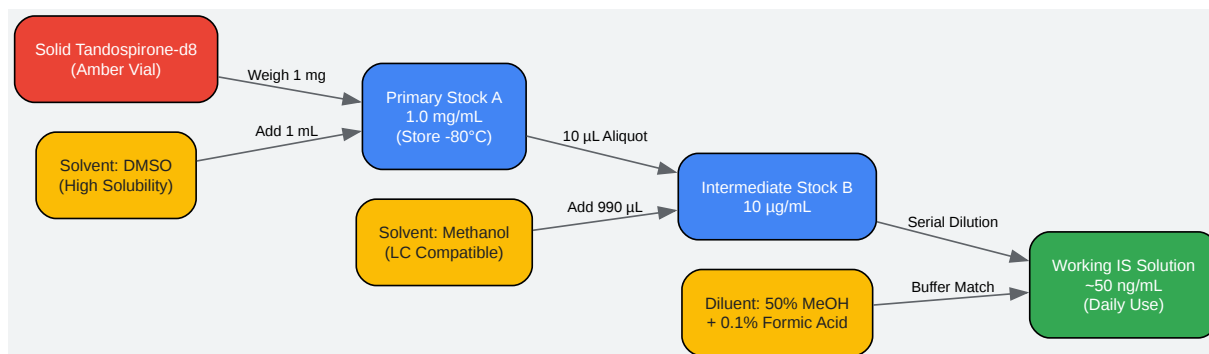 Solid Tandospirone-d8
(Amber Vial)
Weigh 1 mg
Solvent: DMSO
(High Solubility)
Add 1 mL
Primary Stock A
1.0 mg/mL
(Store -80°C)
10 µL Aliquot
Solvent: Methanol
(LC Compatible)
Add 990 µL
Intermediate Stock B
10 µg/mL
Serial Dilution
Diluent: 50% MeOH
+ 0.1% Formic Acid
Buffer Match
Working IS Solution
~50 ng/mL
(Daily Use)